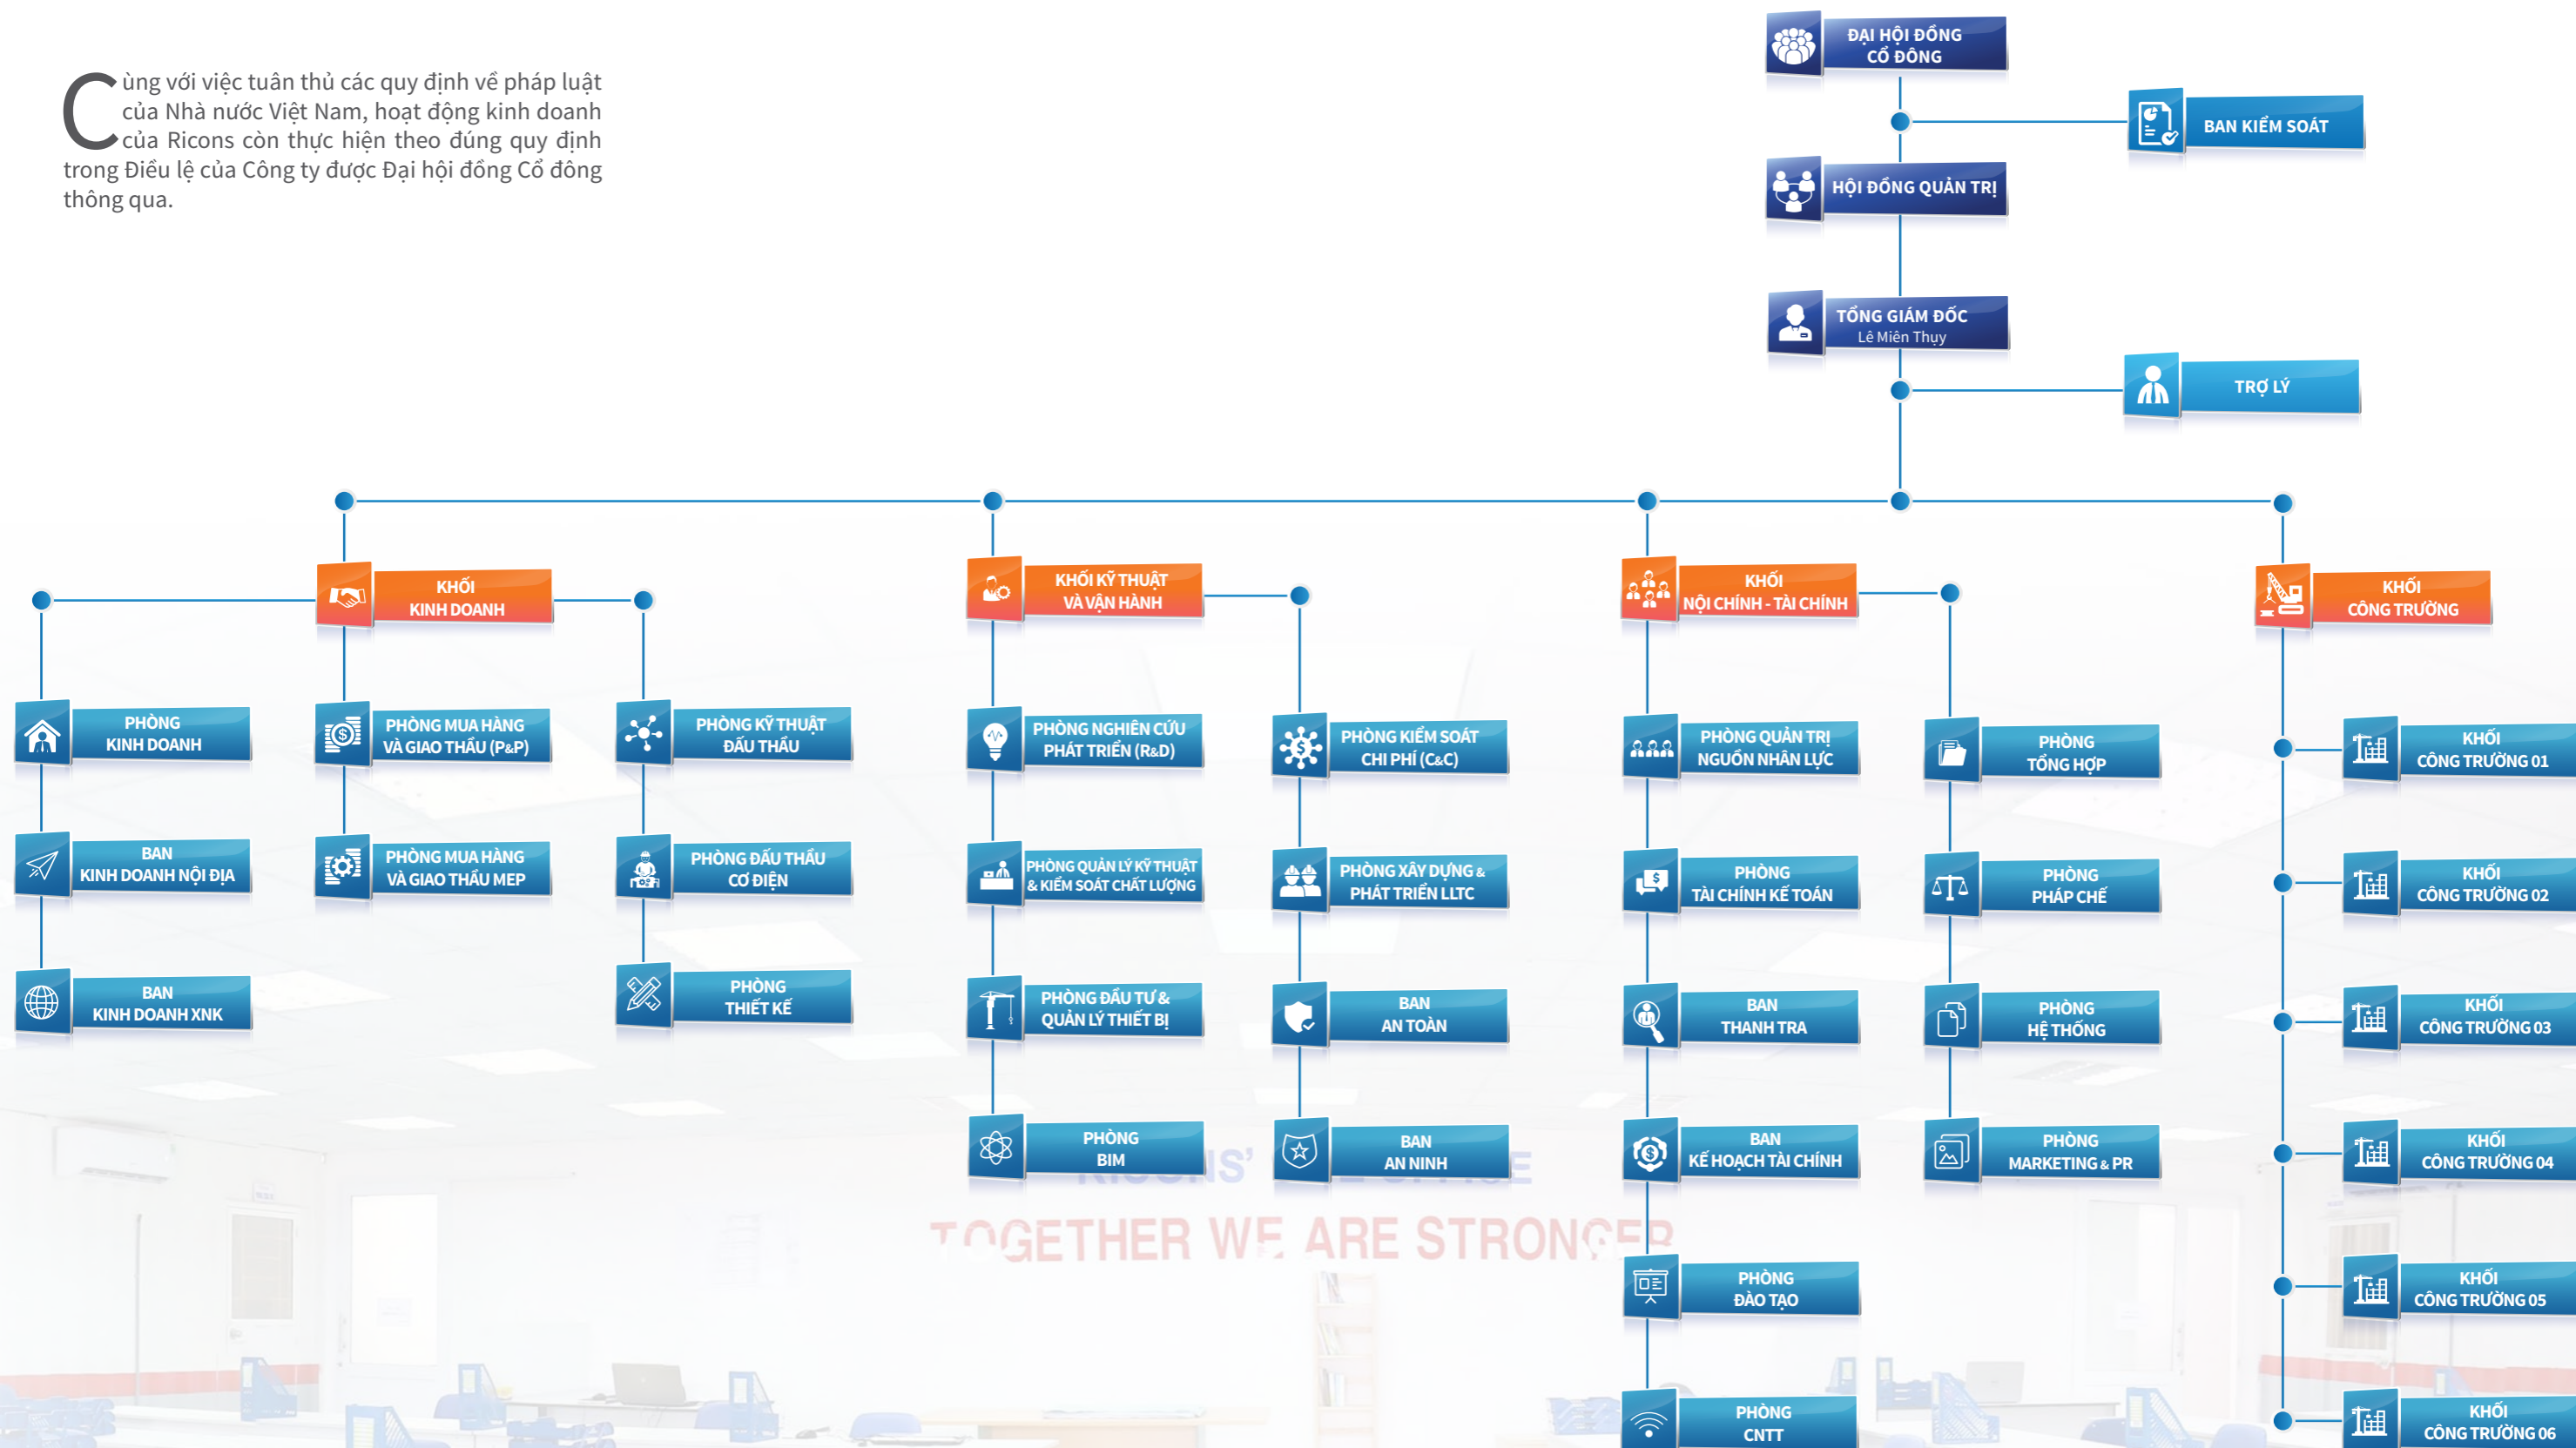 Cùng với việc tuân thủ các quy định về pháp luật
của Nhà nước Việt Nam, hoạt động kinh doanh
của Ricons còn thực hiện theo đúng quy định
trong Điều lệ của Công ty được Đại hội đồng Cổ đông
thông qua.
ĐẠI HỘI ĐỒNG
CỔ ĐÔNG
BAN KIỂM SOÁT
HỘI ĐỒNG QUẢN TRỊ
TỔNG GIÁM ĐỐC
Lê Miên Thụy
TRỢ LÝ
KHỐI
KINH DOANH
PHÒNG
KINH DOANH
BAN
KINH DOANH NỘI ĐỊA
BAN
KINH DOANH XNK
PHÒNG MUA HÀNG
VÀ GIAO THẦU (P&P)
PHÒNG MUA HÀNG
VÀ GIAO THẦU MEP
PHÒNG KỸ THUẬT
ĐẤU THẦU
PHÒNG ĐẤU THẦU
CƠ ĐIỆN
PHÒNG
THIẾT KẾ
KHỐI KỸ THUẬT
VÀ VẬN HÀNH
PHÒNG NGHIÊN CỨU
PHÁT TRIỂN (R&D)
PHÒNG QUẢN LÝ KỸ THUẬT
& KIỂM SOÁT CHẤT LƯỢNG
PHÒNG ĐẦU TƯ &
QUẢN LÝ THIẾT BỊ
PHÒNG
BIM
PHÒNG KIỂM SOÁT
CHI PHÍ (C&C)
PHÒNG XÂY DỰNG &
PHÁT TRIỂN LLTC
BAN
AN TOÀN
BAN
AN NINH
KHỐI
NỘI CHÍNH - TÀI CHÍNH
PHÒNG QUẢN TRỊ
NGUỒN NHÂN LỰC
PHÒNG
TÀI CHÍNH KẾ TOÁN
BAN
THANH TRA
BAN
KẾ HOẠCH TÀI CHÍNH
PHÒNG
ĐÀO TẠO
PHÒNG
CNTT
PHÒNG
TỔNG HỢP
PHÒNG
PHÁP CHẾ
PHÒNG
HỆ THỐNG
PHÒNG
MARKETING & PR
KHỐI
CÔNG TRƯỜNG
KHỐI
CÔNG TRƯỜNG 01
KHỐI
CÔNG TRƯỜNG 02
KHỐI
CÔNG TRƯỜNG 03
KHỐI
CÔNG TRƯỜNG 04
KHỐI
CÔNG TRƯỜNG 05
KHỐI
CÔNG TRƯỜNG 06
TOGETHER WE ARE STRONGER